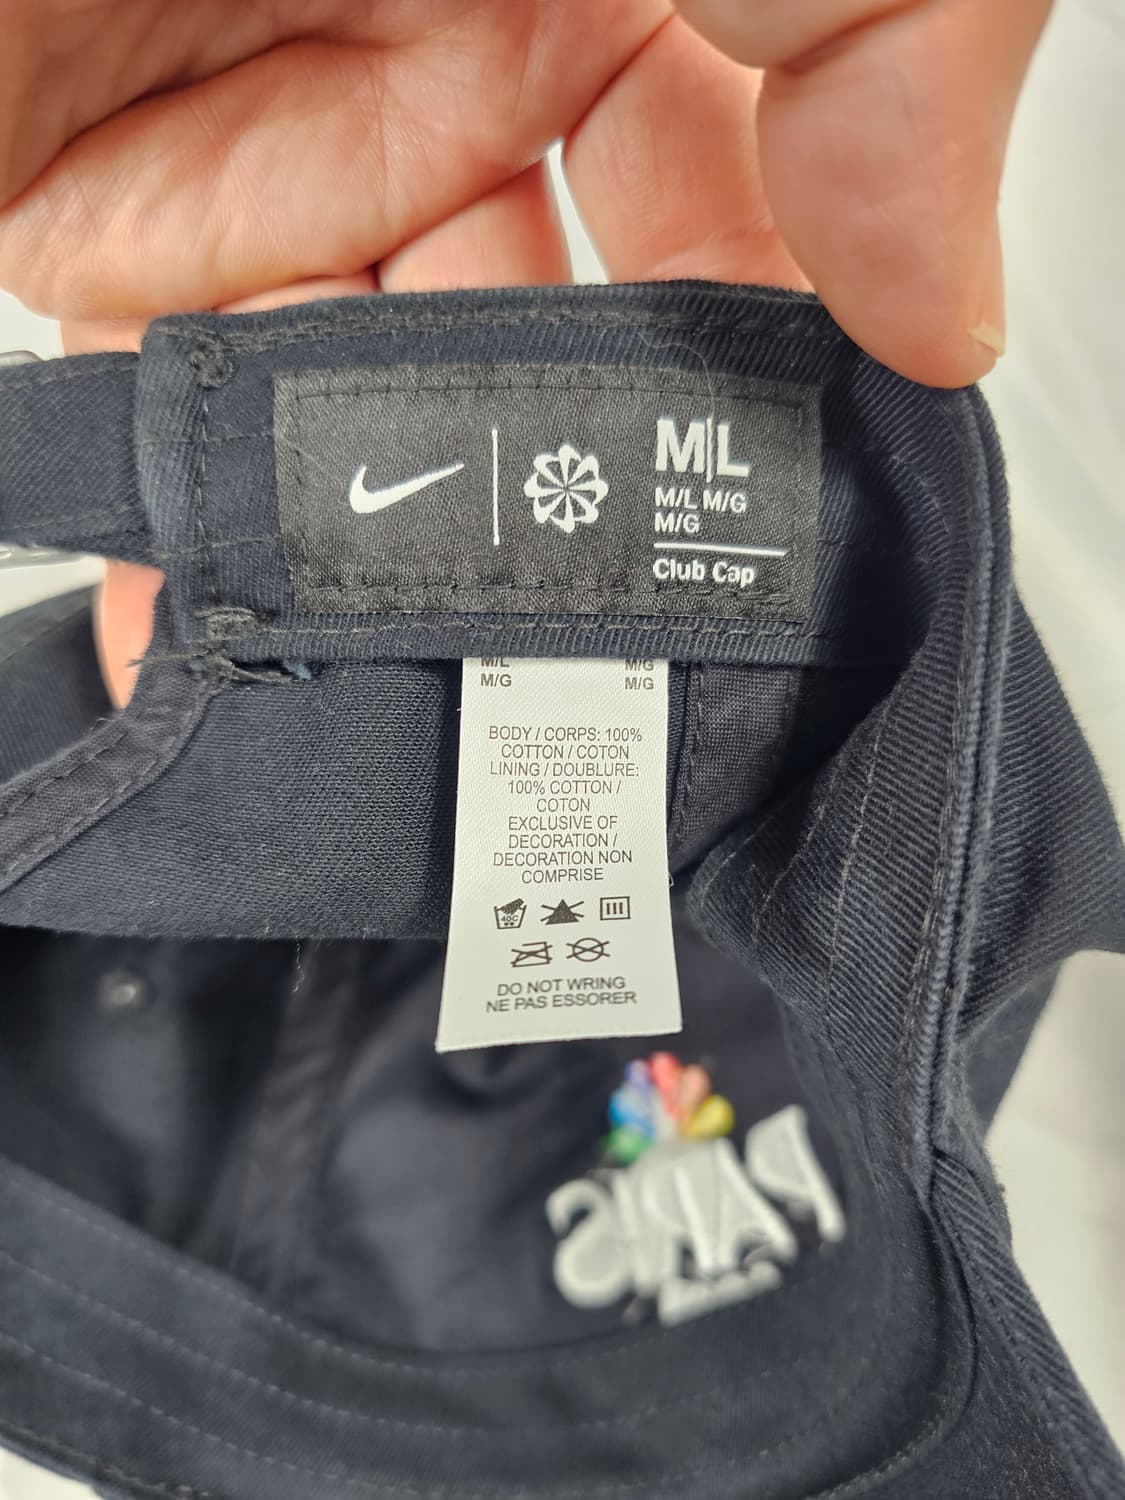 M|L
M/L M/G
M/G
Club Cap
M/L M/G
M/G M/G
BODY / CORPS: 100%
COTTON / COTON
LINING / DOUBLURE:
100% COTTON /
COTON
EXCLUSIVE OF
DECORATION /
DECORATION NON
COMPRISE
40C
DO NOT WRING
NE PAS ESSORER
PARIS